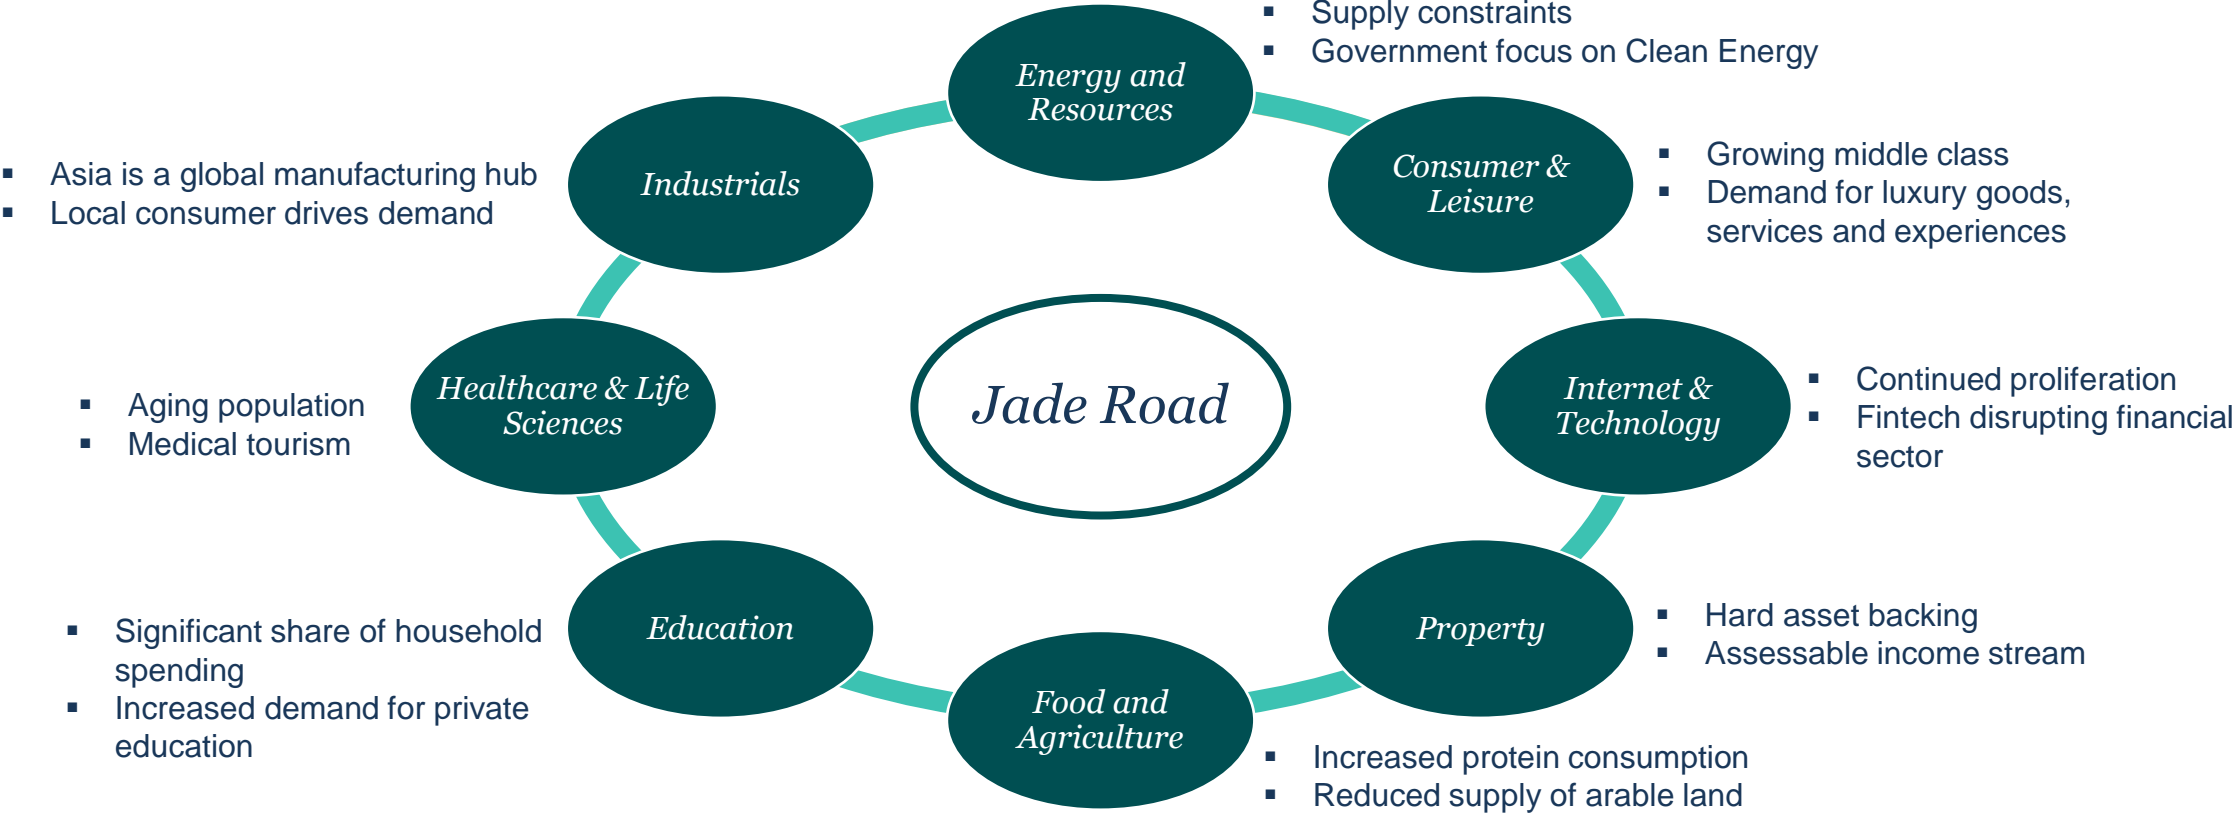 ▪ Supply constraints
▪ Government focus on Clean Energy
Energy and
Resources
Consumer &
Leisure
▪ Growing middle class
▪ Demand for luxury goods,
services and experiences
Internet &
Technology
▪ Continued proliferation
▪ Fintech disrupting financial
sector
Property
▪ Hard asset backing
▪ Assessable income stream
Food and
Agriculture
▪ Increased protein consumption
▪ Reduced supply of arable land
Education
▪ Significant share of household
spending
▪ Increased demand for private
education
Healthcare & Life
Sciences
▪ Aging population
▪ Medical tourism
Industrials
▪ Asia is a global manufacturing hub
▪ Local consumer drives demand
Jade Road